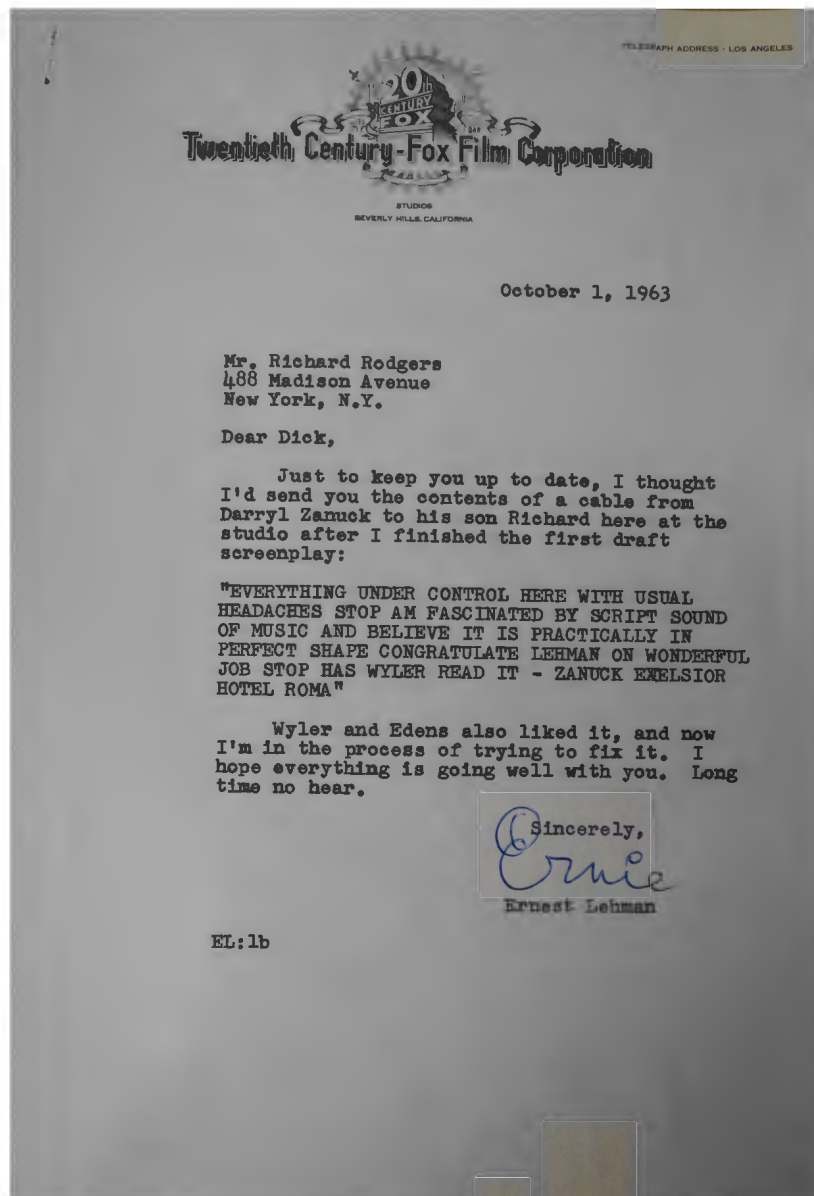 TELEGRAPH ADDRESS - LOS ANGELES
20th
CENTURY
FOX
Twentieth Century-Fox Film Corporation
STUDIOS
BEVERLY HILLS, CALIFORNIA
October 1, 1963
Mr. Richard Rodgers
488 Madison Avenue
New York, N.Y.
Dear Dick,
Just to keep you up to date, I thought
I'd send you the contents of a cable from
Darryl Zanuck to his son Richard here at the
studio after I finished the first draft
screenplay:
"EVERYTHING UNDER CONTROL HERE WITH USUAL
HEADACHES STOP AM FASCINATED BY SCRIPT SOUND
OF MUSIC AND BELIEVE IT IS PRACTICALLY IN
PERFECT SHAPE CONGRATULATE LEHMAN ON WONDERFUL
JOB STOP HAS WYLER READ IT - ZANUCK EXELSIOR
HOTEL ROMA"
Wyler and Edens also liked it, and now
I'm in the process of trying to fix it. I
hope everything is going well with you. Long
time no hear.
Sincerely,
Ernie
Ernest Lehman
EL:lb